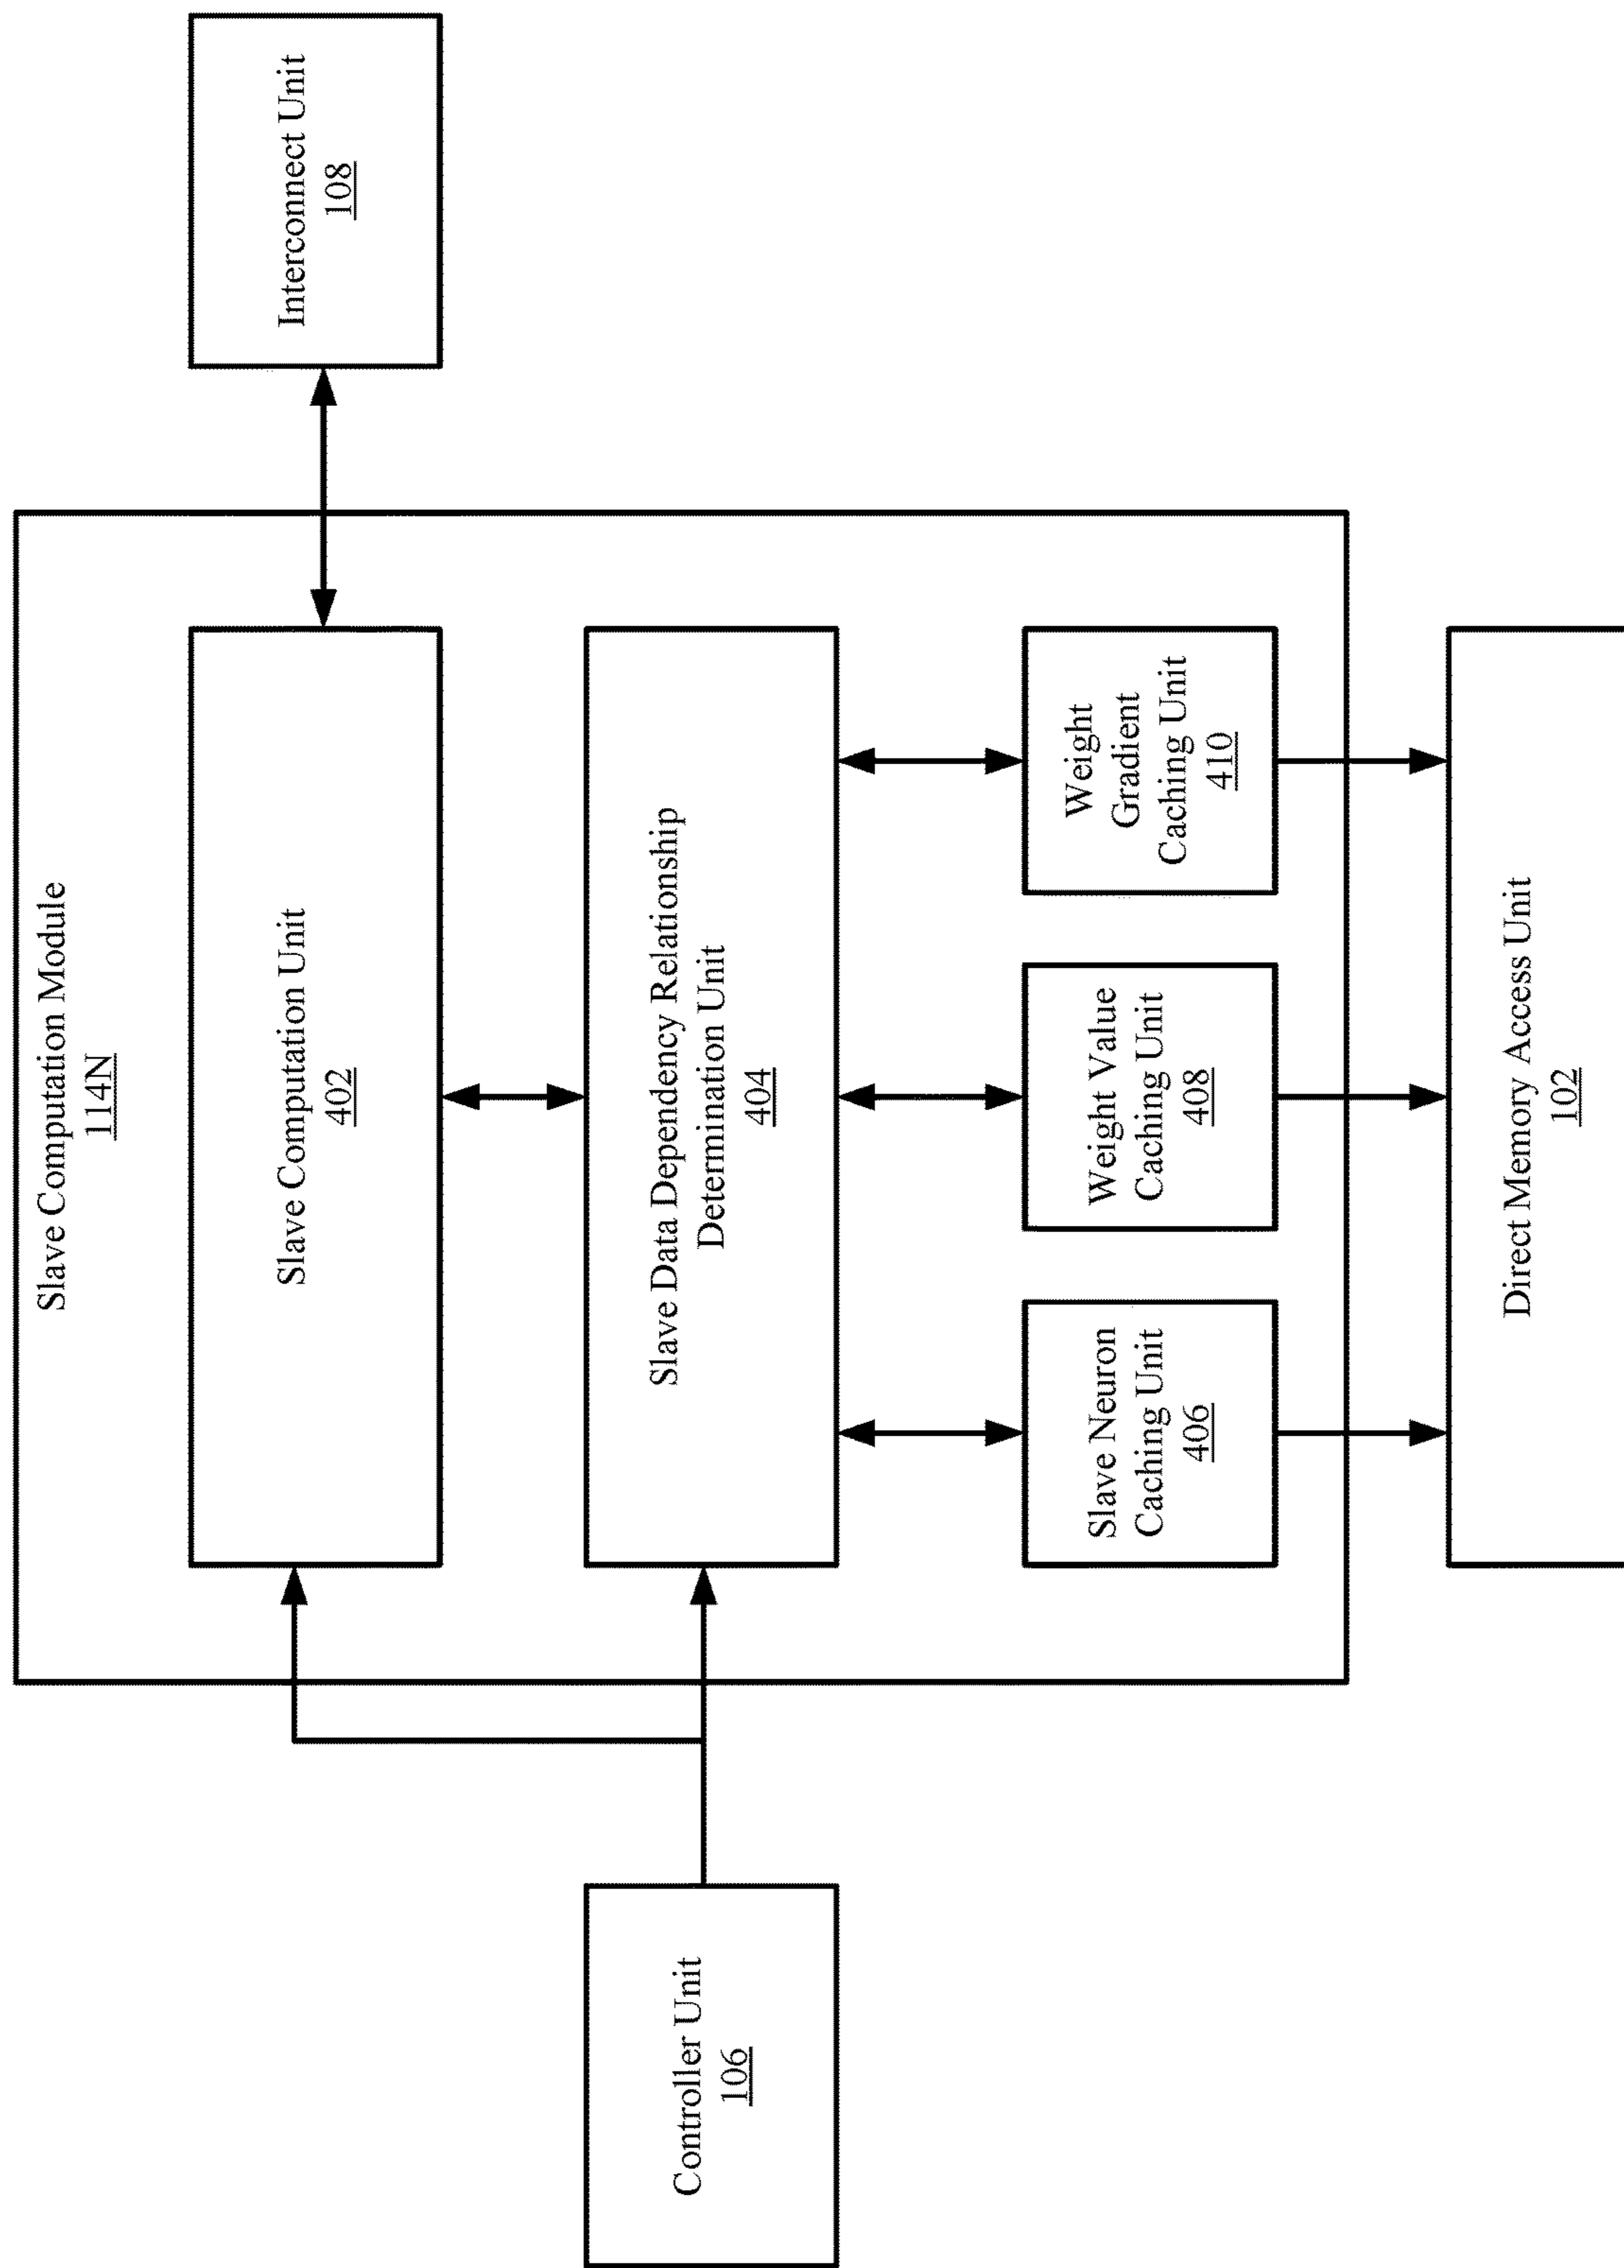 Slave Computation Module
114N
Interconnect Unit
108
Slave Computation Unit
402
Controller Unit
106
Slave Data Dependency Relationship
Determination Unit
404
Slave Neuron
Caching Unit
406
Weight Value
Caching Unit
408
Weight
Gradient
Caching Unit
410
Direct Memory Access Unit
102